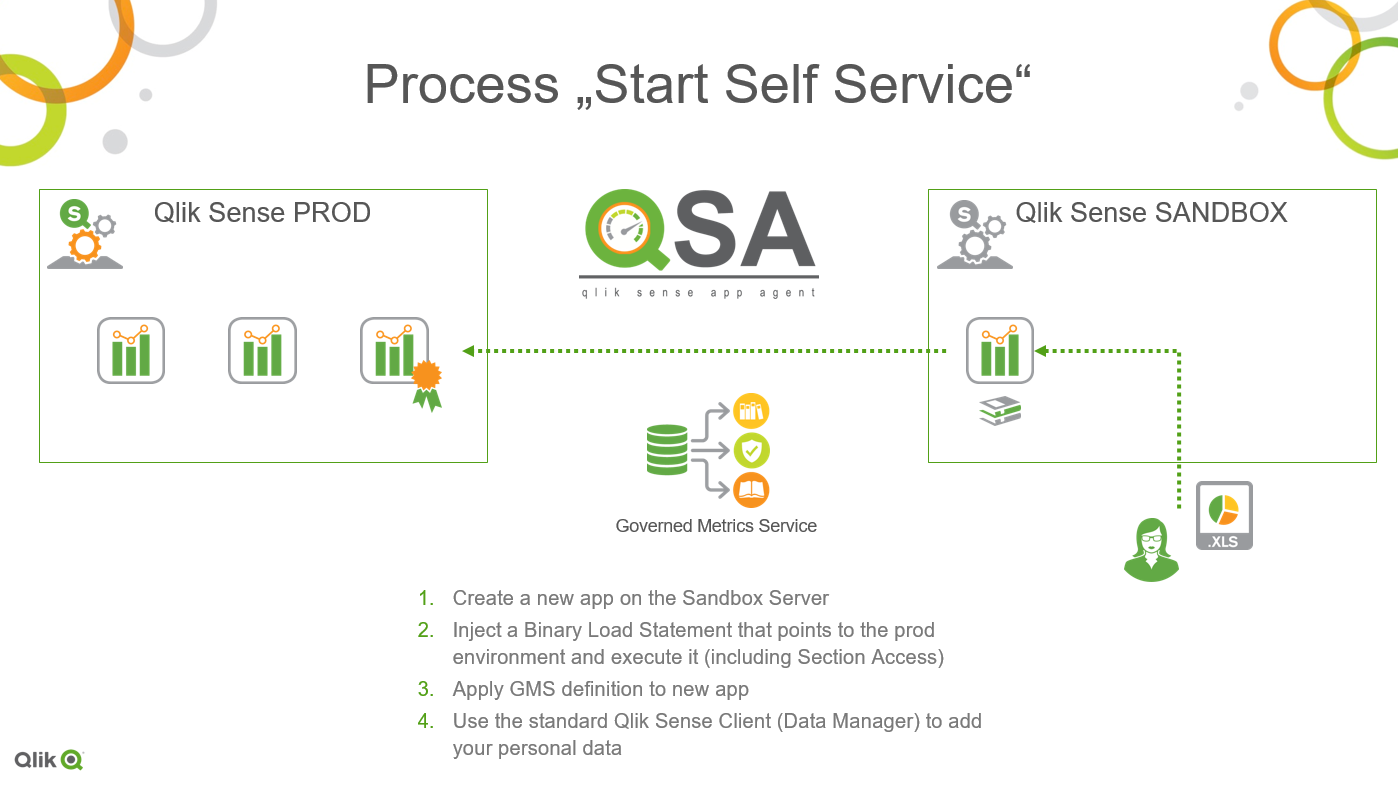 Process „Start Self Service“
S
Qlik Sense PROD
QSA
qlik sense app agent
S
Qlik Sense SANDBOX
Governed Metrics Service
.XLS
1. Create a new app on the Sandbox Server
2. Inject a Binary Load Statement that points to the prod
environment and execute it (including Section Access)
3. Apply GMS definition to new app
4. Use the standard Qlik Sense Client (Data Manager) to add
your personal data
Qlik